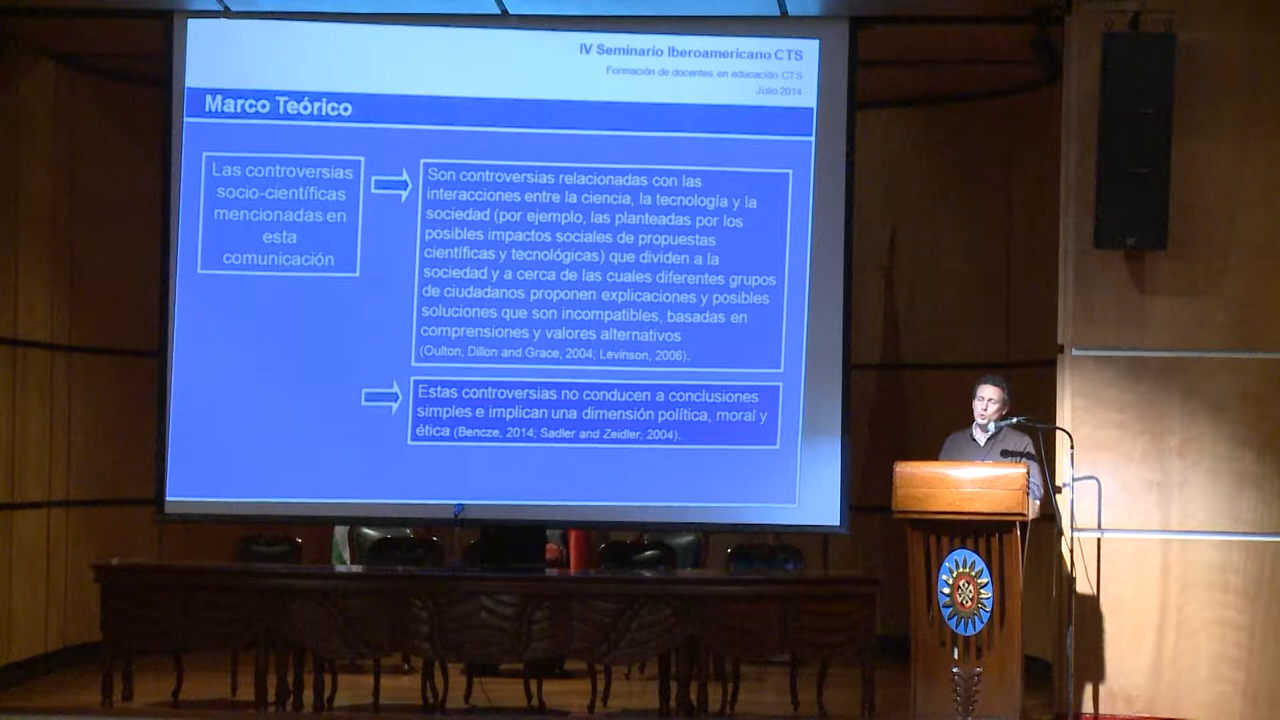 IV Seminario Iberoamericano CTS
Formación de docentes en educación CTS
Julio 2014
Marco Teórico
Las controversias
socio-científicas
mencionadas en
esta
comunicación
Son controversias relacionadas con las
interacciones entre la ciencia, la tecnología y la
sociedad (por ejemplo, las planteadas por los
posibles impactos sociales de propuestas
científicas y tecnológicas) que dividen a la
sociedad y a cerca de las cuales diferentes grupos
de ciudadanos proponen explicaciones y posibles
soluciones que son incompatibles, basadas en
comprensiones y valores alternativos
(Oulton, Dillon and Grace, 2004; Levinson, 2006).
Estas controversias no conducen a conclusiones
simples e implican una dimensión política, moral y
ética (Bencze, 2014; Sadler and Zeidler, 2004).